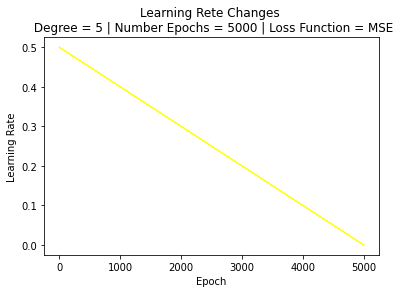 Learning Rete Changes
Degree = 5 | Number Epochs = 5000 | Loss Function = MSE
0.5
0.4
0.3
0.2
0.1
0.0
Learning Rate
0 1000 2000 3000 4000 5000
Epoch